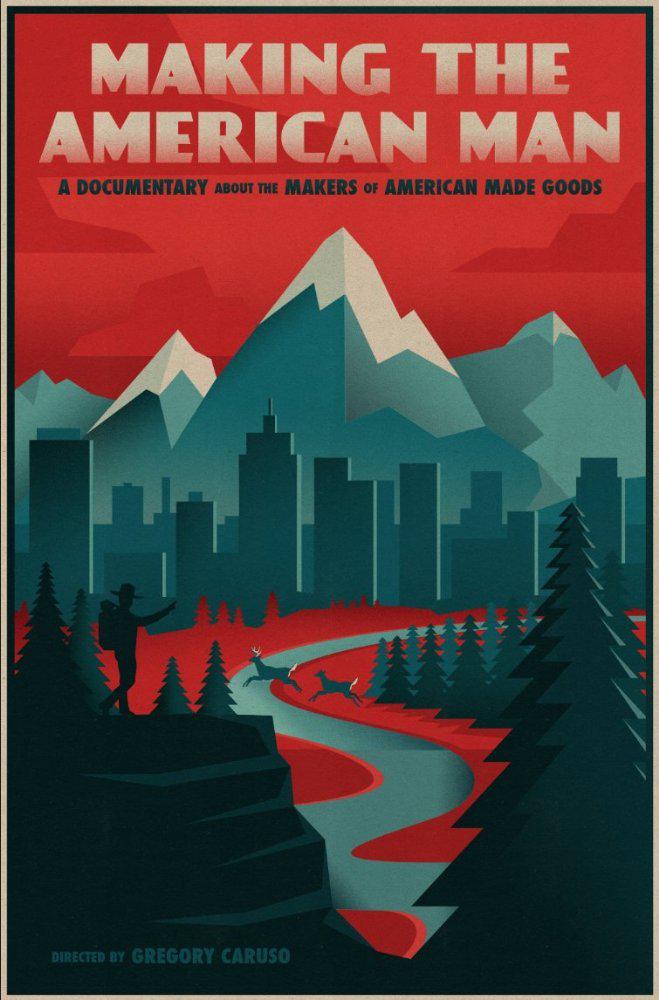 MAKING THE
AMERICAN MAN
A DOCUMENTARY ABOUT THE MAKERS OF AMERICAN MADE GOODS
DIRECTED BY GREGORY CARUSO